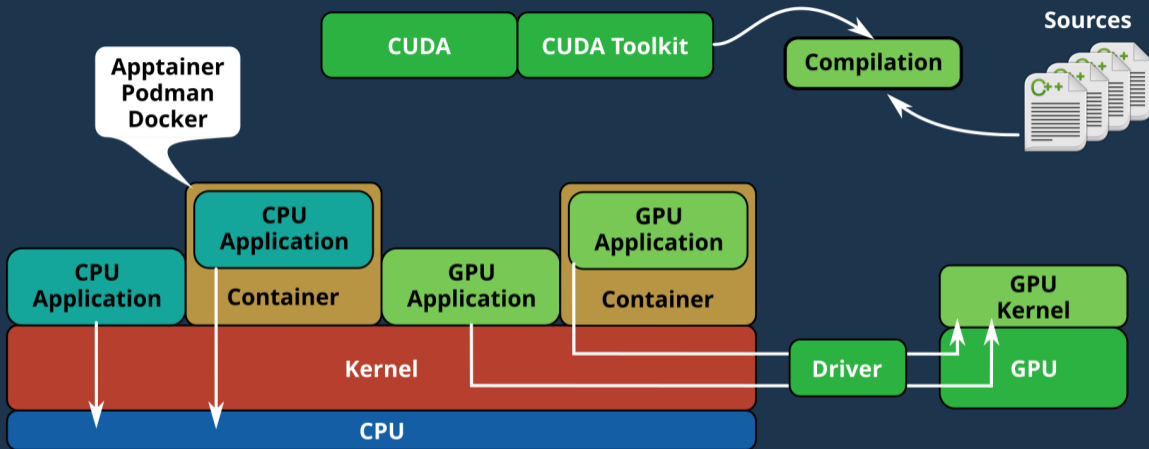 Sources
CUDA
CUDA Toolkit
Compilation
C++
C++
C++
C++
Apptainer
Podman
Docker
CPU
Application
Container
GPU
Application
Container
CPU
Application
GPU
Application
GPU
Kernel
Kernel
Driver
GPU
CPU